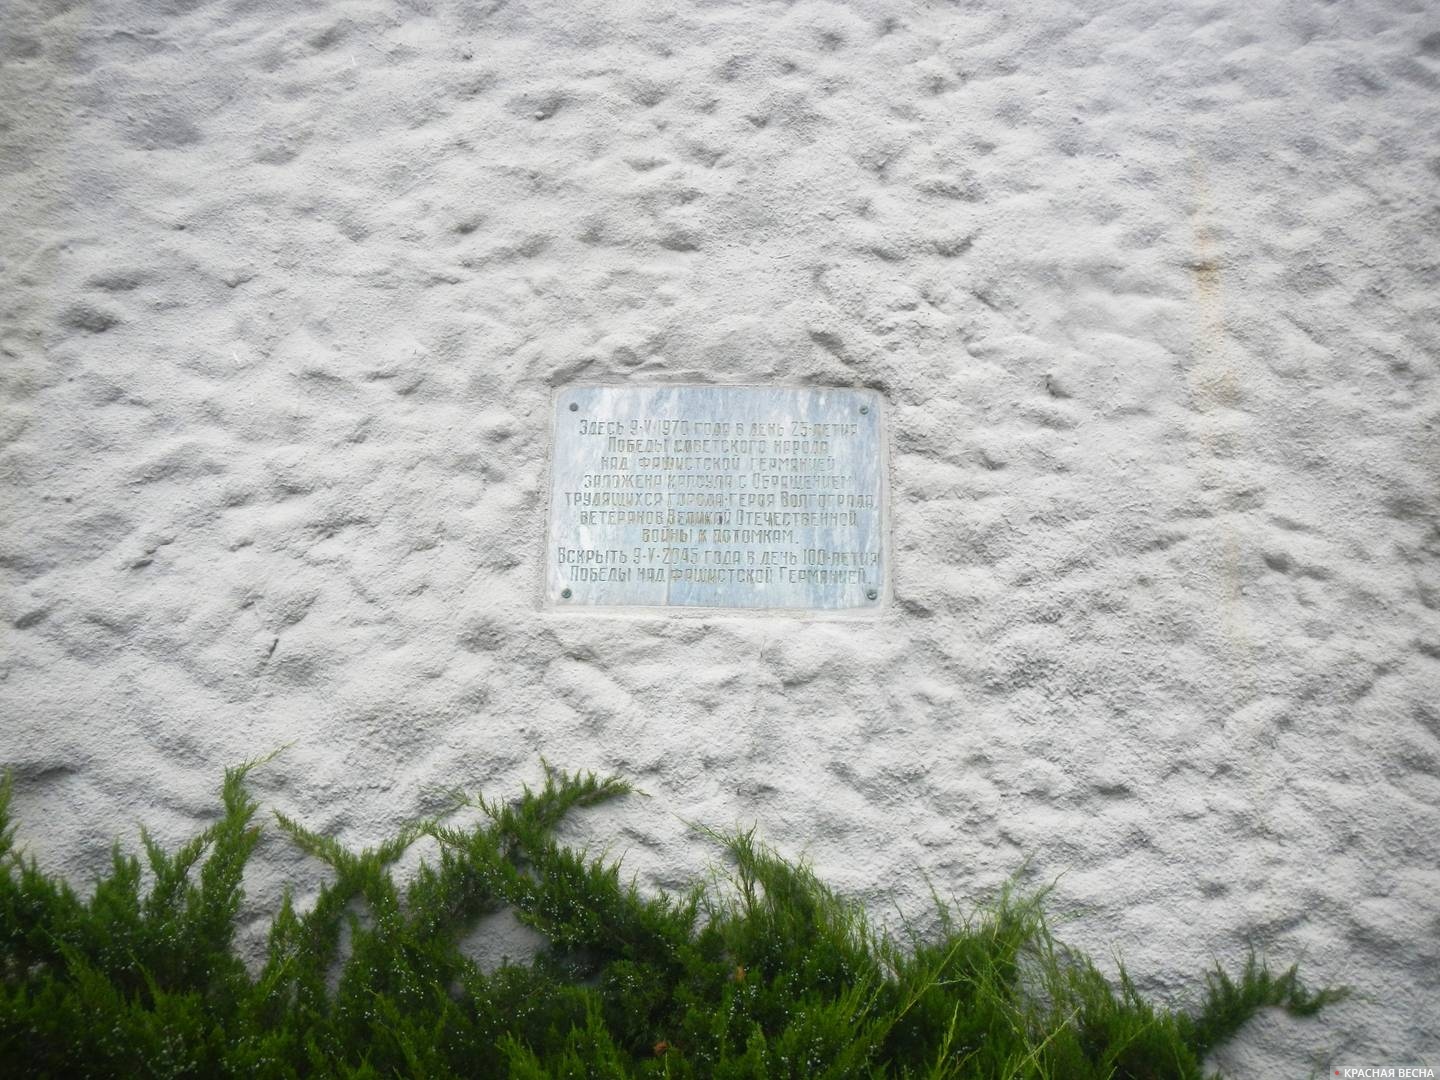 Здесь 9·V·1970 года в день 25-летия
Победы советского народа
над фашистской Германией
заложена капсула с Обращением
трудящихся города-героя Волгограда,
ветеранов Великой Отечественной
войны к потомкам.
Вскрыть 9·V·2045 года в день 100-летия
Победы над фашистской Германией.
КРАСНАЯ ВЕСНА